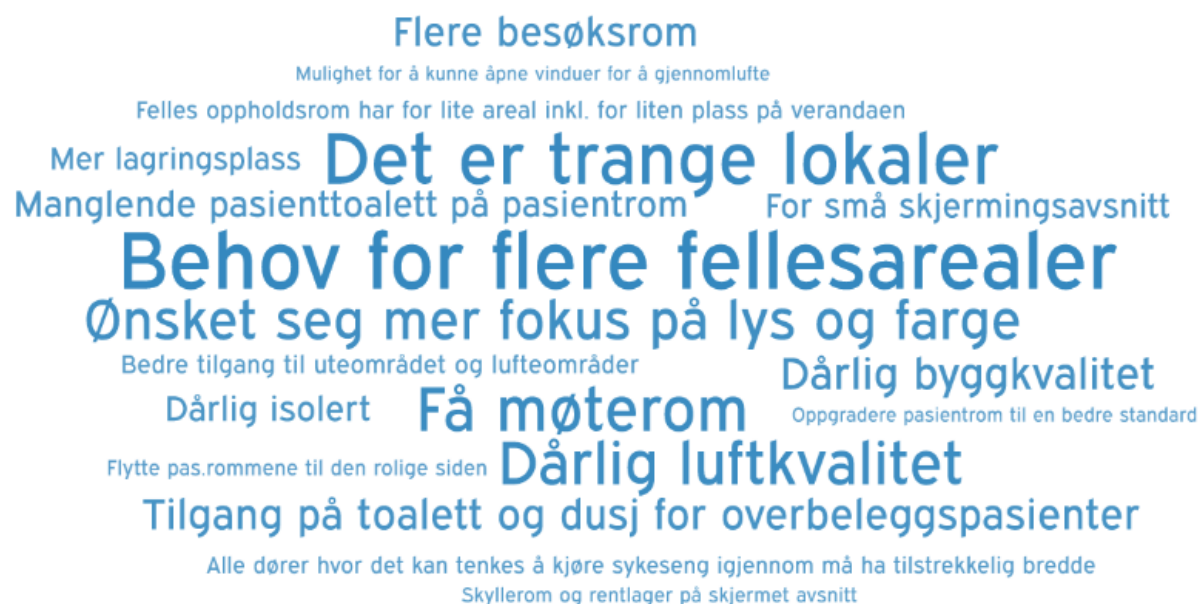 Flere besøksrom
Mulighet for å kunne åpne vinduer for å gjennomlufte
Felles oppholdsrom har for lite areal inkl. for liten plass på verandaen
Mer lagringsplass
Det er trange lokaler
Manglende pasienttoalett på pasientrom
For små skjermingsavsnitt
Behov for flere fellesarealer
Ønsket seg mer fokus på lys og farge
Bedre tilgang til uteområdet og lufteområder
Dårlig byggkvalitet
Dårlig isolert
Få møterom
Oppgradere pasientrom til en bedre standard
Flytte pas.rommene til den rolige siden
Dårlig luftkvalitet
Tilgang på toalett og dusj for overbeleggspasienter
Alle dører hvor det kan tenkes å kjøre sykeseng igjennom må ha tilstrekkelig bredde
Skyllerom og rentlager på skjermet avsnitt